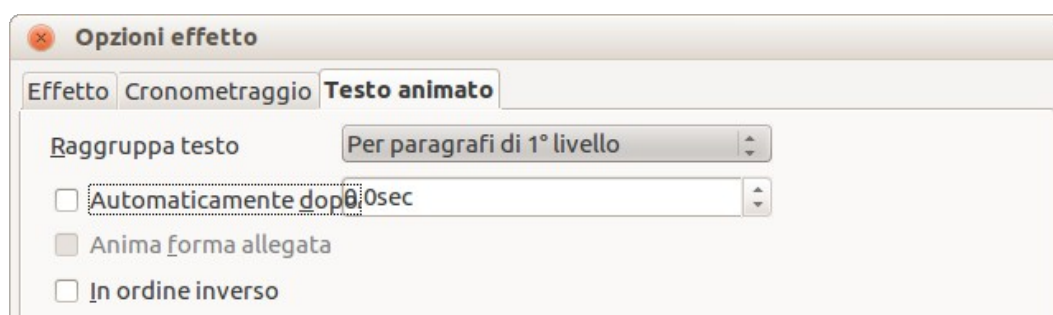 Opzioni effetto
Effetto Cronometraggio Testo animato
Raggruppa testo Per paragrafi di 1° livello
Automaticamente dopo 0,0sec
Anima forma allegata
In ordine inverso